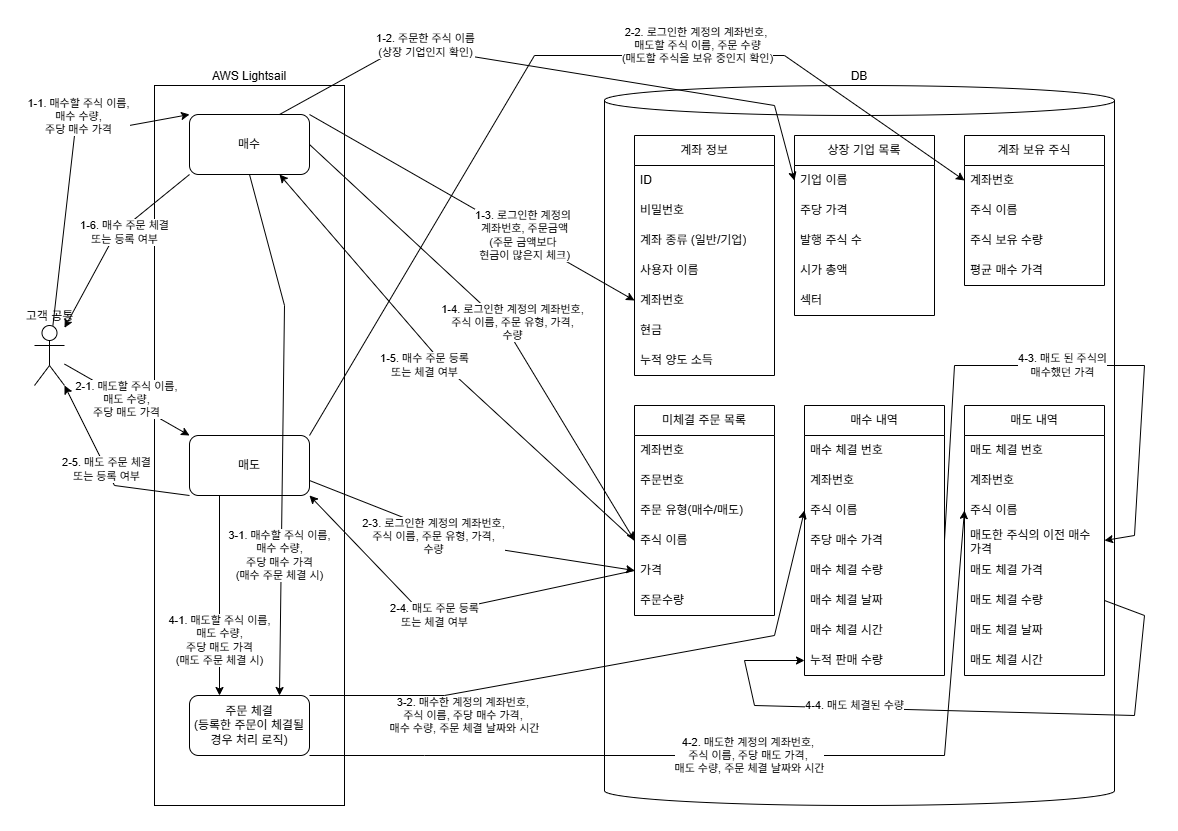 1-2. 주문한 주식 이름
(상장 기업인지 확인)
2-2. 로그인한 계정의 계좌번호,
매도할 주식 이름, 주문 수량
(매도할 주식을 보유 중인지 확인)
AWS Lightsail
DB
1-1. 매수할 주식 이름,
매수 수량,
주당 매수 가격
매수
1-6. 매수 주문 체결
또는 등록 여부
1-3. 로그인한 계정의
계좌번호, 주문금액
(주문 금액보다
현금이 많은지 체크)
계좌 정보
ID
비밀번호
계좌 종류 (일반/기업)
사용자 이름
계좌번호
현금
누적 양도 소득
상장 기업 목록
기업 이름
주당 가격
발행 주식 수
시가 총액
섹터
계좌 보유 주식
계좌번호
주식 이름
주식 보유 수량
평균 매수 가격
고객 공통
1-4. 로그인한 계정의 계좌번호,
주식 이름, 주문 유형, 가격,
수량
1-5. 매수 주문 등록
또는 체결 여부
4-3. 매도 된 주식의
매수했던 가격
2-1. 매도할 주식 이름,
매도 수량,
주당 매도 가격
매도
2-5. 매도 주문 체결
또는 등록 여부
미체결 주문 목록
계좌번호
주문번호
주문 유형(매수/매도)
주식 이름
가격
주문수량
매수 내역
매수 체결 번호
계좌번호
주식 이름
주당 매수 가격
매수 체결 수량
매수 체결 날짜
매수 체결 시간
누적 판매 수량
매도 내역
매도 체결 번호
계좌번호
주식 이름
매도한 주식의 이전 매수
가격
매도 체결 가격
매도 체결 수량
매도 체결 날짜
매도 체결 시간
2-3. 로그인한 계정의 계좌번호,
주식 이름, 주문 유형, 가격,
수량
3-1. 매수할 주식 이름,
매수 수량,
주당 매수 가격
(매수 주문 체결 시)
2-4. 매도 주문 등록
또는 체결 여부
4-1. 매도할 주식 이름,
매도 수량,
주당 매도 가격
(매도 주문 체결 시)
주문 체결
(등록한 주문이 체결될
경우 처리 로직)
3-2. 매수한 계정의 계좌번호,
주식 이름, 주당 매수 가격,
매수 수량, 주문 체결 날짜와 시간
4-4. 매도 체결된 수량
4-2. 매도한 계정의 계좌번호,
주식 이름, 주당 매도 가격,
매도 수량, 주문 체결 날짜와 시간